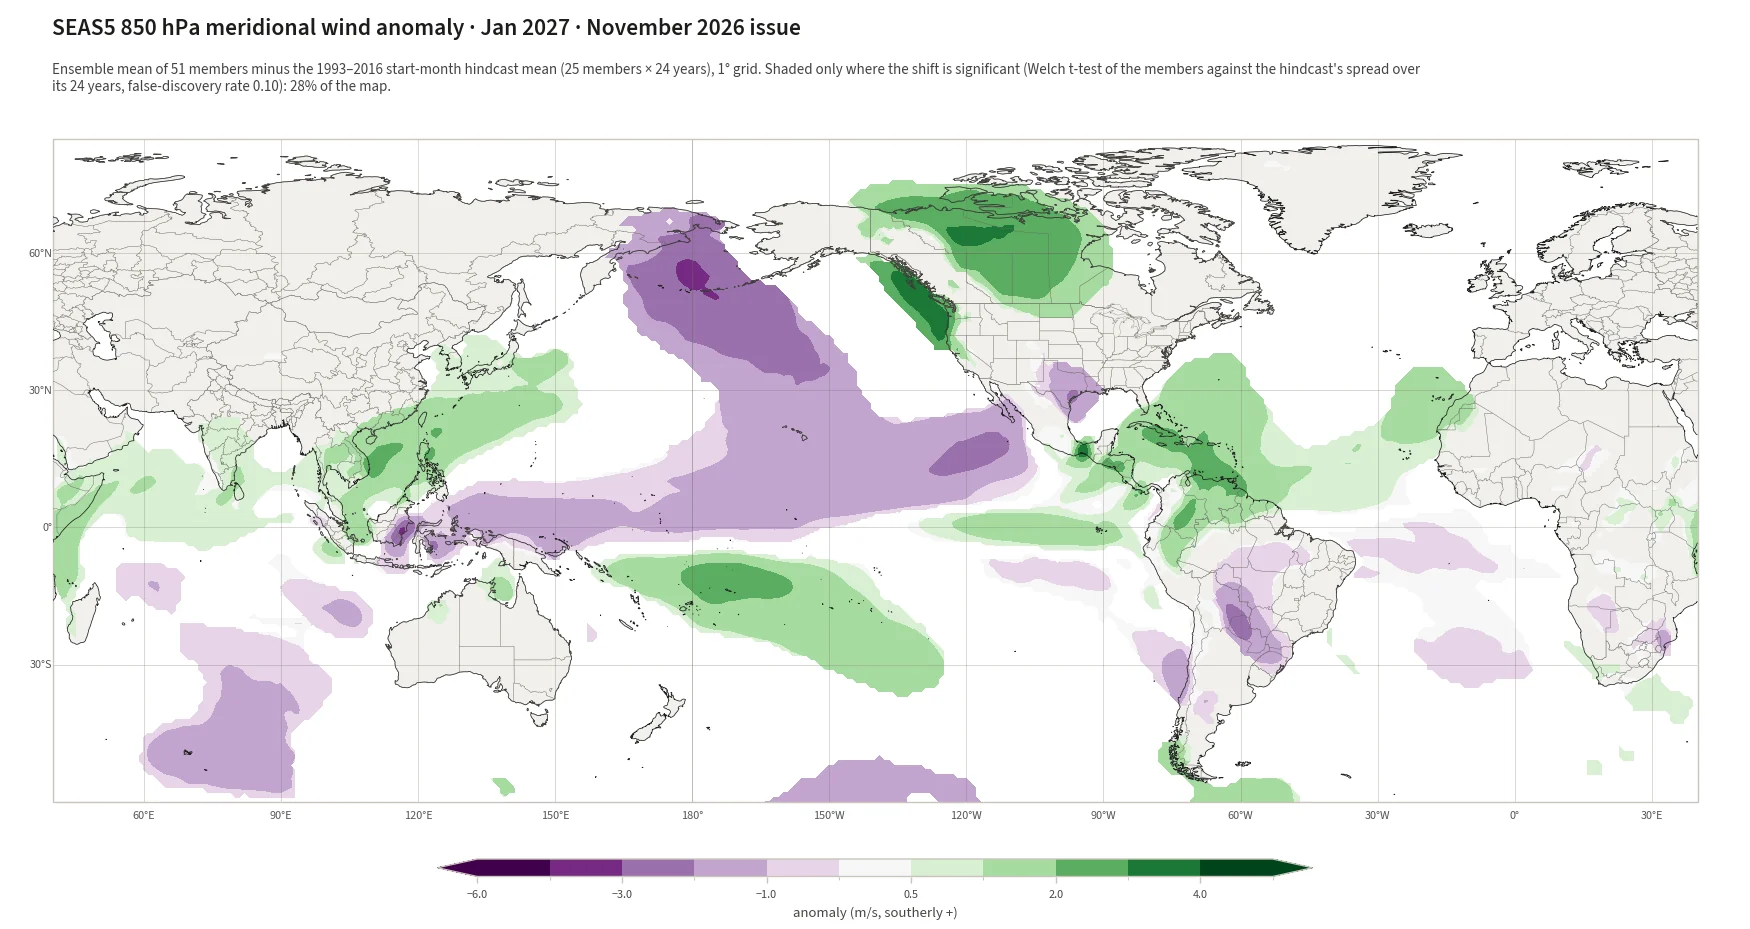 SEAS5 850 hPa meridional wind anomaly · Jan 2027 · November 2026 issue
Ensemble mean of 51 members minus the 1993–2016 start-month hindcast mean (25 members × 24 years), 1° grid. Shaded only where the shift is significant (Welch t-test of the members against the hindcast's spread over
its 24 years, false-discovery rate 0.10): 28% of the map.
60°N
30°N
0°
30°S
60°E 90°E 120°E 150°E 180° 150°W 120°W 90°W 60°W 30°W 0° 30°E
−6.0 −3.0 −1.0 0.5 2.0 4.0
anomaly (m/s, southerly +)